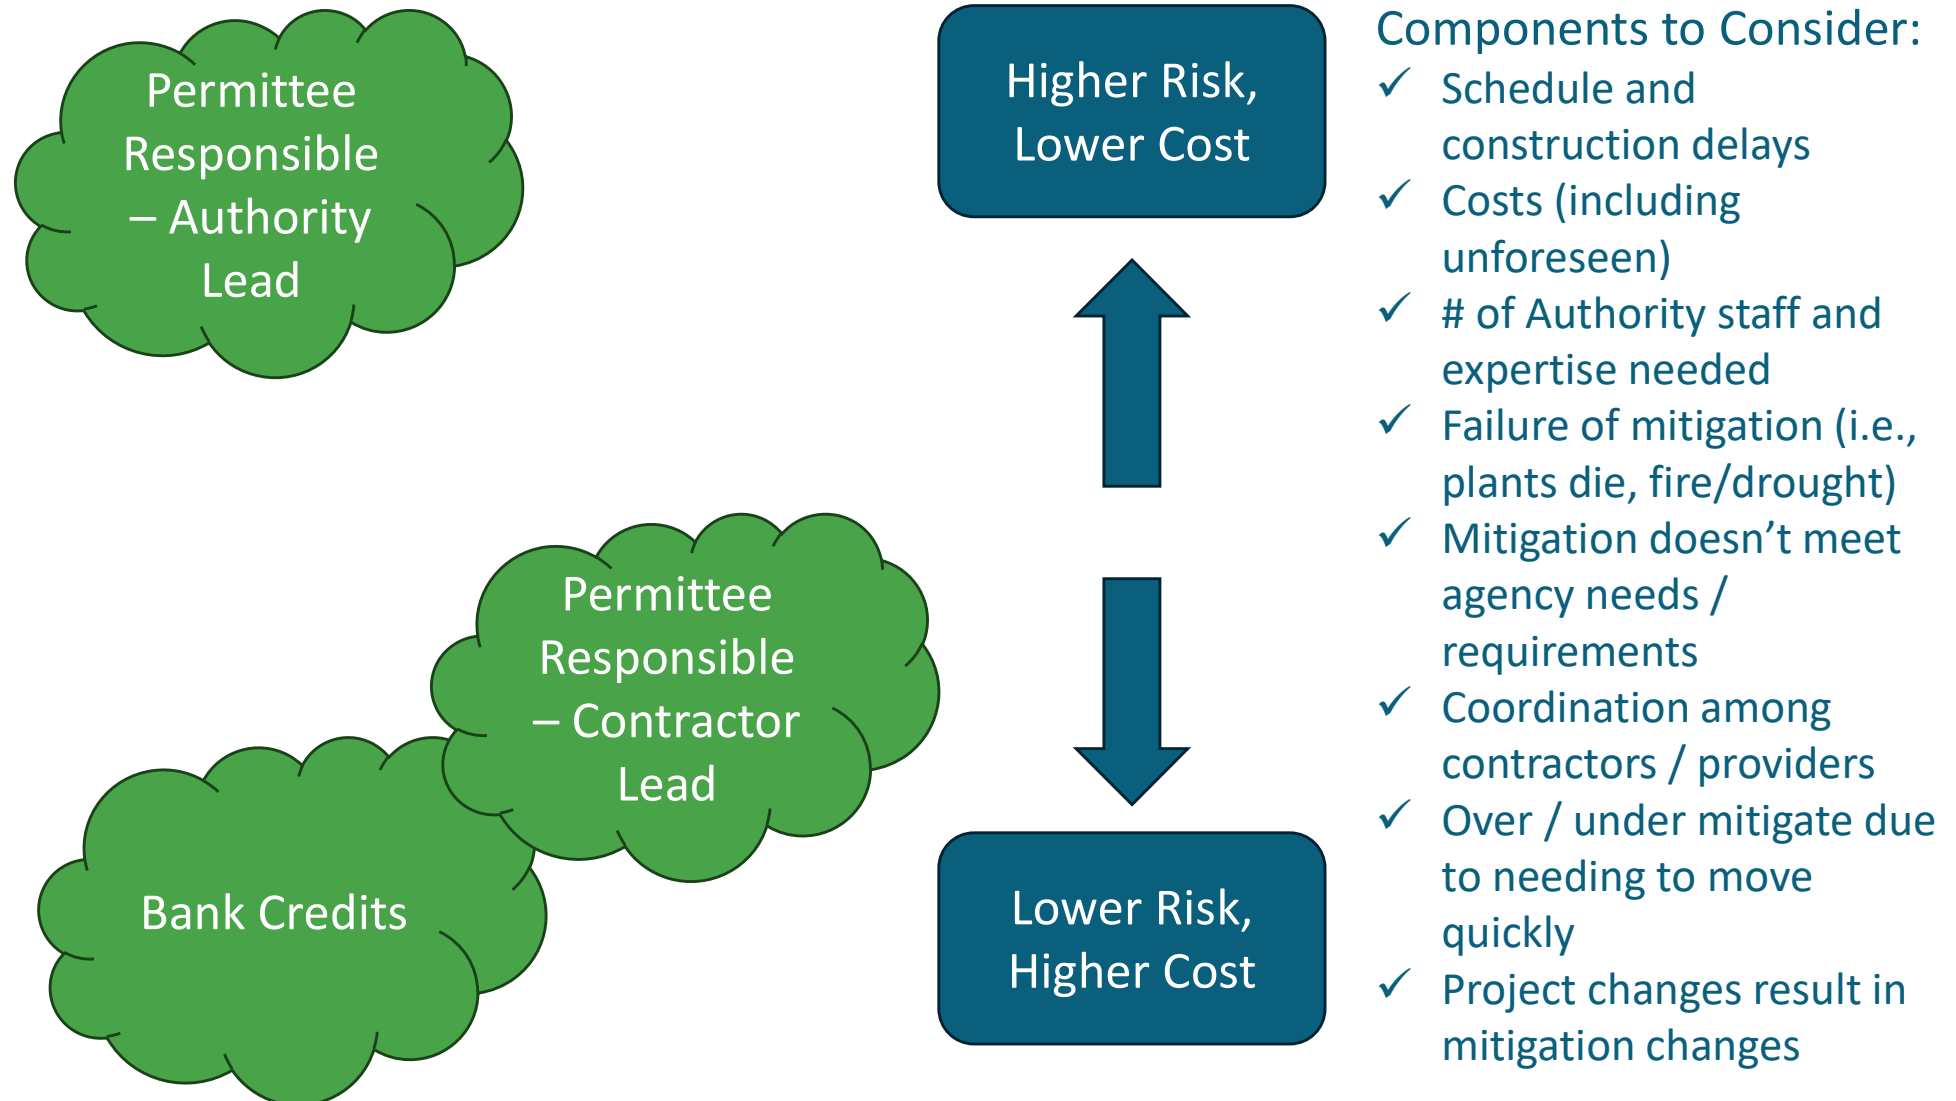 Permittee
Responsible
– Authority
Lead
Permittee
Responsible
– Contractor
Lead
Bank Credits
Higher Risk,
Lower Cost
Lower Risk,
Higher Cost
Components to Consider:
✓ Schedule and
construction delays
✓ Costs (including
unforeseen)
✓ # of Authority staff and
expertise needed
✓ Failure of mitigation (i.e.,
plants die, fire/drought)
✓ Mitigation doesn’t meet
agency needs /
requirements
✓ Coordination among
contractors / providers
✓ Over / under mitigate due
to needing to move
quickly
✓ Project changes result in
mitigation changes